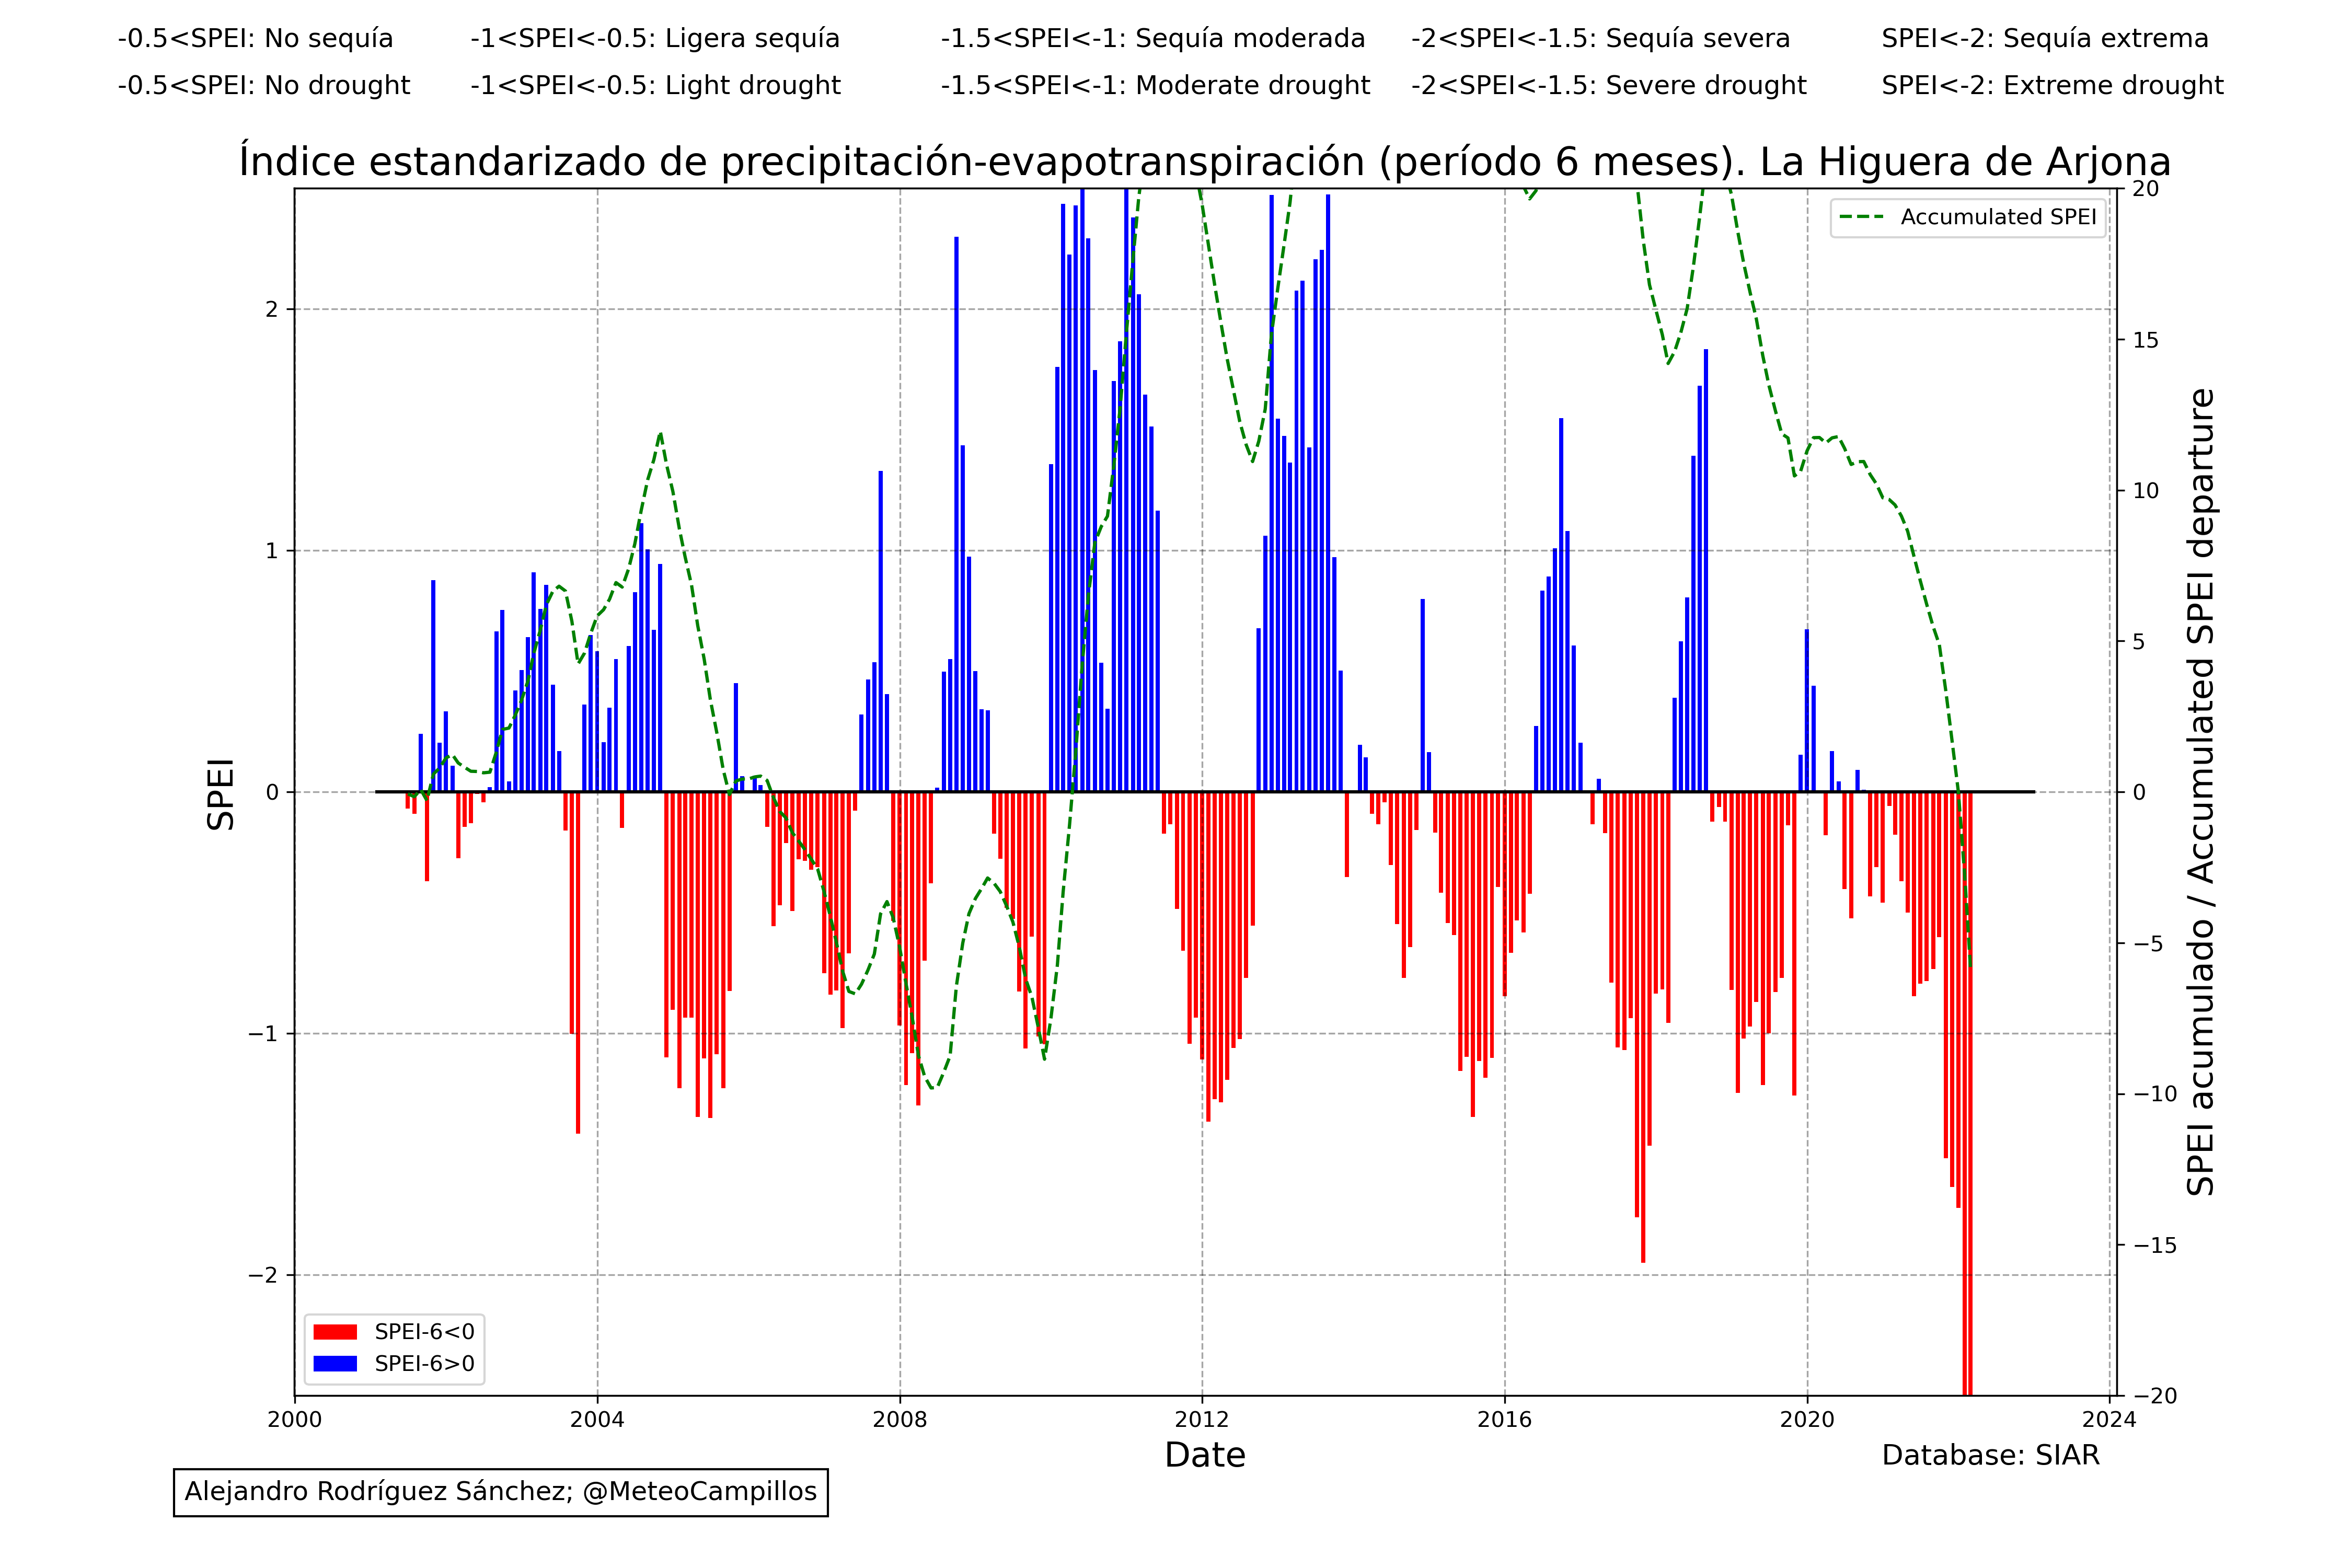 -0.5<SPEI: No sequía -1<SPEI<-0.5: Ligera sequía -1.5<SPEI<-1: Sequía moderada -2<SPEI<-1.5: Sequía severa SPEI<-2: Sequía extrema
-0.5<SPEI: No drought -1<SPEI<-0.5: Light drought -1.5<SPEI<-1: Moderate drought -2<SPEI<-1.5: Severe drought SPEI<-2: Extreme drought
Índice estandarizado de precipitación-evapotranspiración (período 6 meses). La Higuera de Arjona
Accumulated SPEI
SPEI
2
1
0
−1
−2
20
15
10
5
0
−5
−10
−15
−20
SPEI acumulado / Accumulated SPEI departure
SPEI-6<0
SPEI-6>0
2000 2004 2008 2012 2016 2020 2024
Date
Database: SIAR
Alejandro Rodríguez Sánchez; @MeteoCampillos